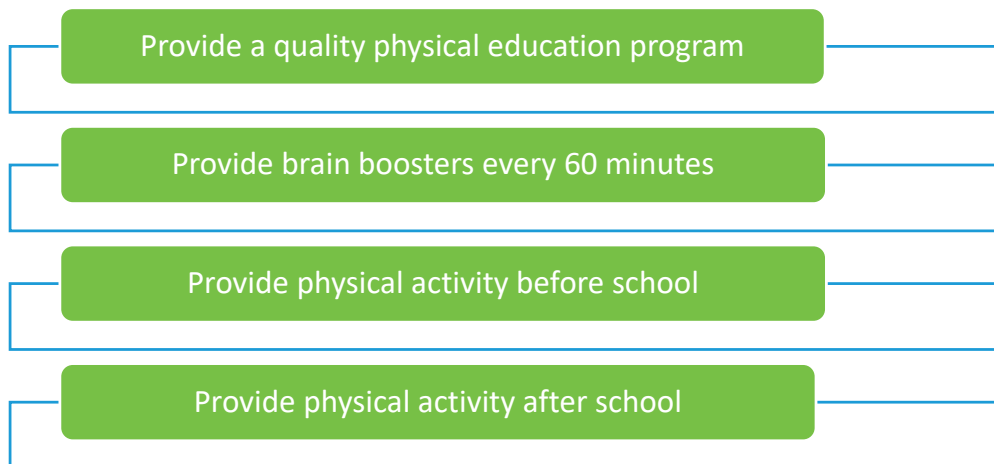 Provide a quality physical education program
Provide brain boosters every 60 minutes
Provide physical activity before school
Provide physical activity after school